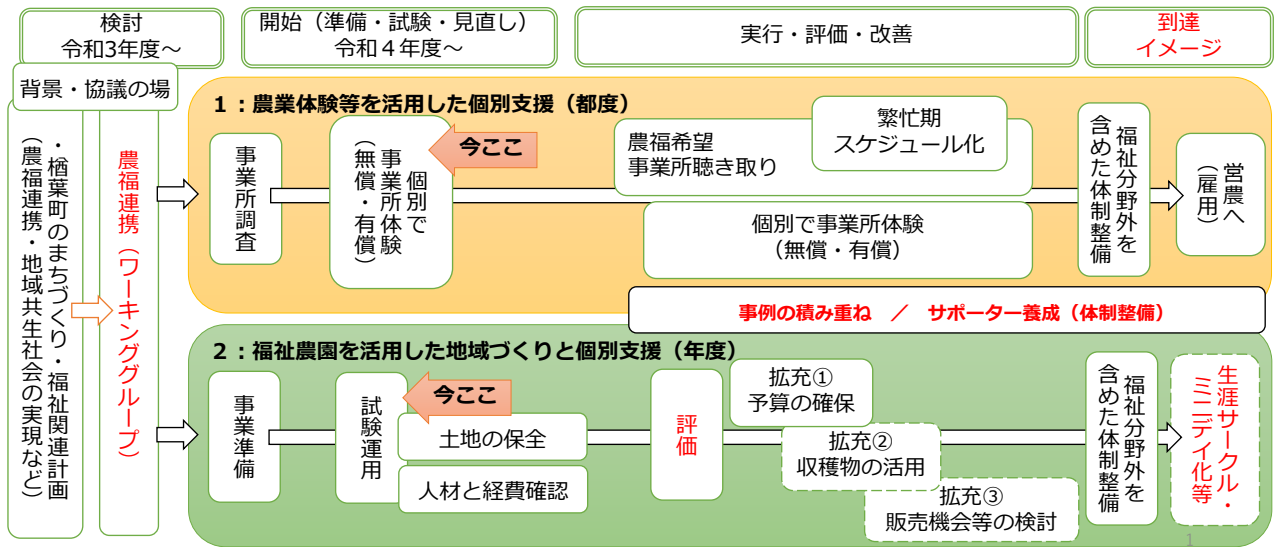 検討
令和3年度～
開始（準備・試験・見直し）
令和４年度～
実行・評価・改善
到達
イメージ
背景・協議の場
・楢葉町のまちづくり・福祉関連計画
（農福連携・地域共生社会の実現など）
農福連携（ワーキンググループ）
１：農業体験等を活用した個別支援（都度）
事業所調査
個別で
事業所体験
（無償・有償）
今ここ
農福希望
事業所聴き取り
繁忙期
スケジュール化
個別で事業所体験
（無償・有償）
福祉分野外を
含めた体制整備
営農へ
（雇用）
事例の積み重ね　／　サポーター養成（体制整備）
２：福祉農園を活用した地域づくりと個別支援（年度）
事業準備
試験運用
今ここ
土地の保全
人材と経費確認
評価
拡充①
予算の確保
拡充②
収穫物の活用
拡充③
販売機会等の検討
福祉分野外を
含めた体制整備
生涯サークル・
ミニデイ化等
1